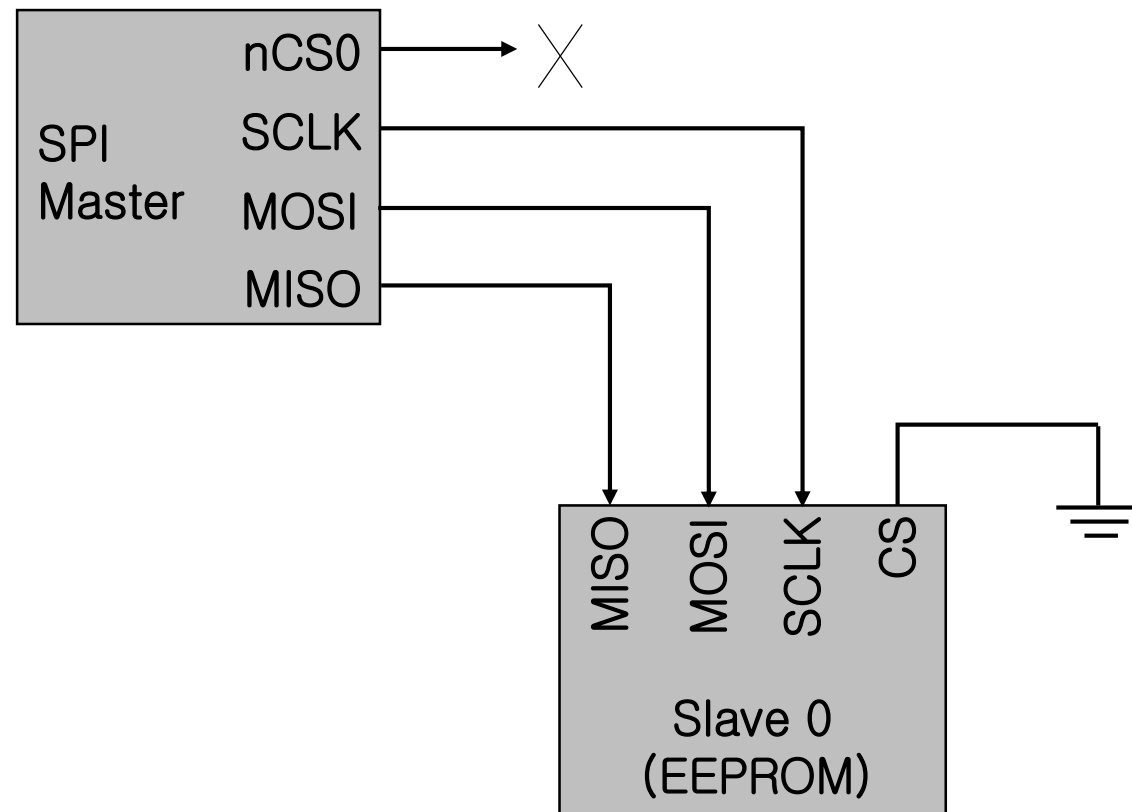 SPI
Master
nCS0
SCLK
MOSI
MISO
MISO
MOSI
SCLK
CS
Slave 0
(EEPROM)